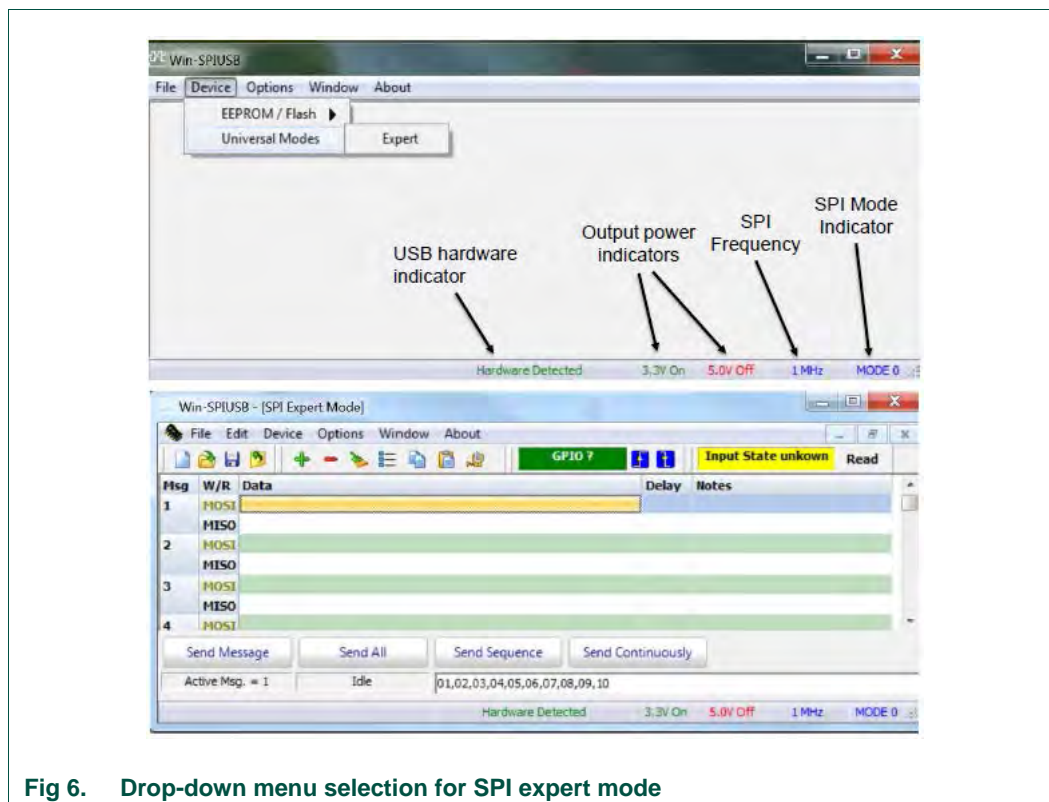 Win-SPIUSB
File Device Options Window About
EEPROM / Flash
Universal Modes Expert
USB hardware
indicator
Output power
indicators
SPI
Frequency
SPI Mode
Indicator
Hardware Detected 3.3V On 5.0V Off 1 MHz MODE 0
Win-SPIUSB - [SPI Expert Mode]
File Edit Device Options Window About
GPIO ? Input State unkown Read
Msg W/R Data Delay Notes
1 MOSI
MISO
2 MOSI
MISO
3 MOSI
MISO
4 MOSI
Send Message Send All Send Sequence Send Continuously
Active Msg. = 1 Idle 01,02,03,04,05,06,07,08,09,10
Hardware Detected 3.3V On 5.0V Off 1 MHz MODE 0
Fig 6. Drop-down menu selection for SPI expert mode